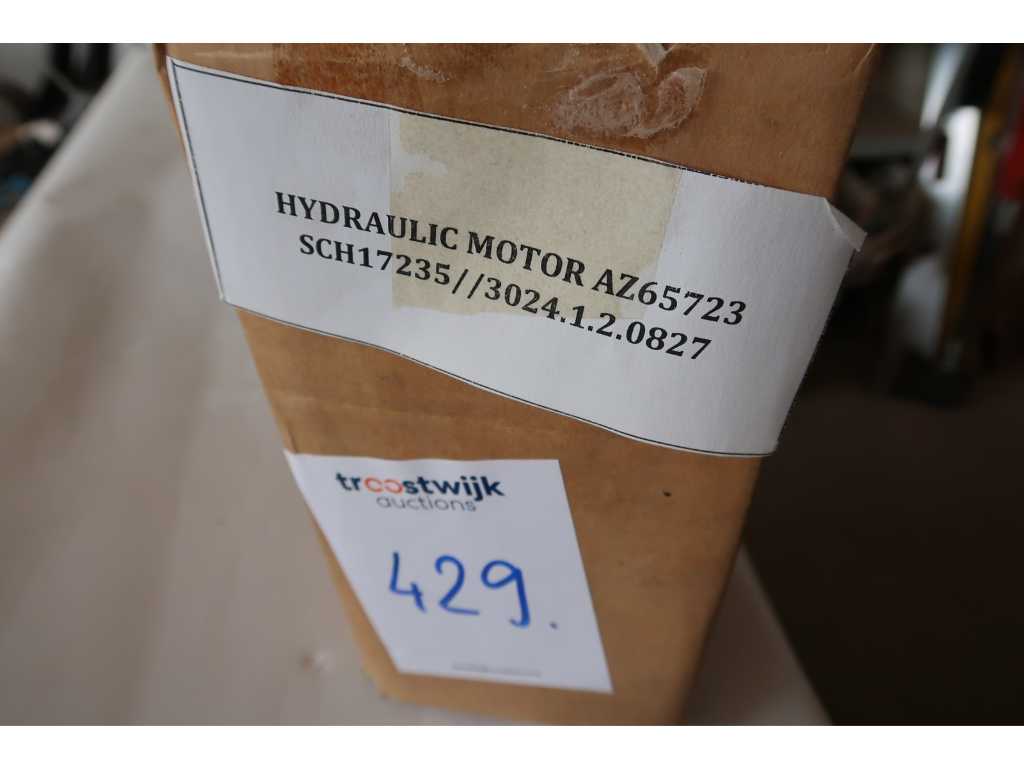 HYDRAULIC MOTOR AZ65723
SCH17235//3024.1.2.0827
troostwijk
auctions
429.